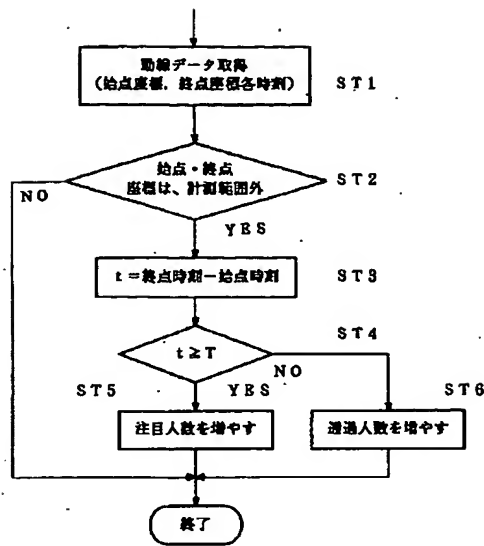 動線データ取得
(始点座標、終点座標各時刻)
ST1
始点・終点
座標は、計測範囲外
ST2
NO
YES
t=終点時刻-始点時刻
ST3
ST4
t≧T
NO
ST5
YES
ST6
注目人数を増やす
通過人数を増やす
終了